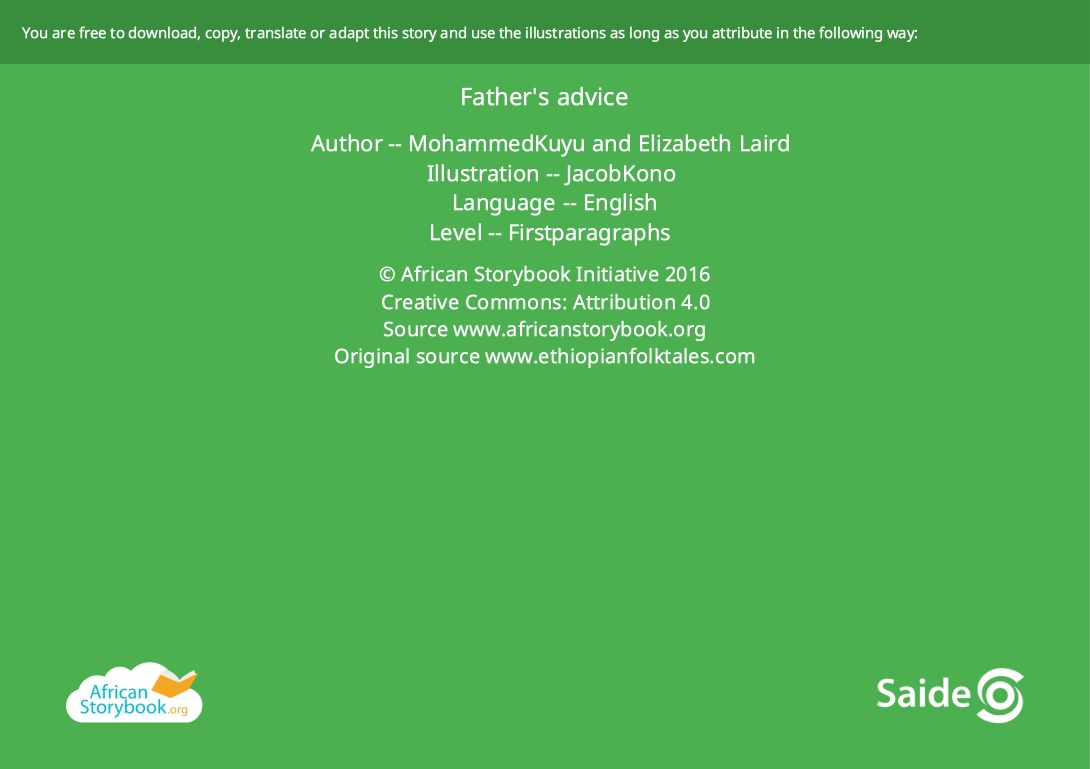 You are free to download, copy, translate or adapt this story and use the illustrations as long as you attribute in the following way:
Father's advice
Author -- MohammedKuyu and Elizabeth Laird
Illustration -- JacobKono
Language -- English
Level -- Firstparagraphs
© African Storybook Initiative 2016
Creative Commons: Attribution 4.0
Source www.africanstorybook.org
Original source www.ethiopianfolktales.com
African
Storybook.org
Saide